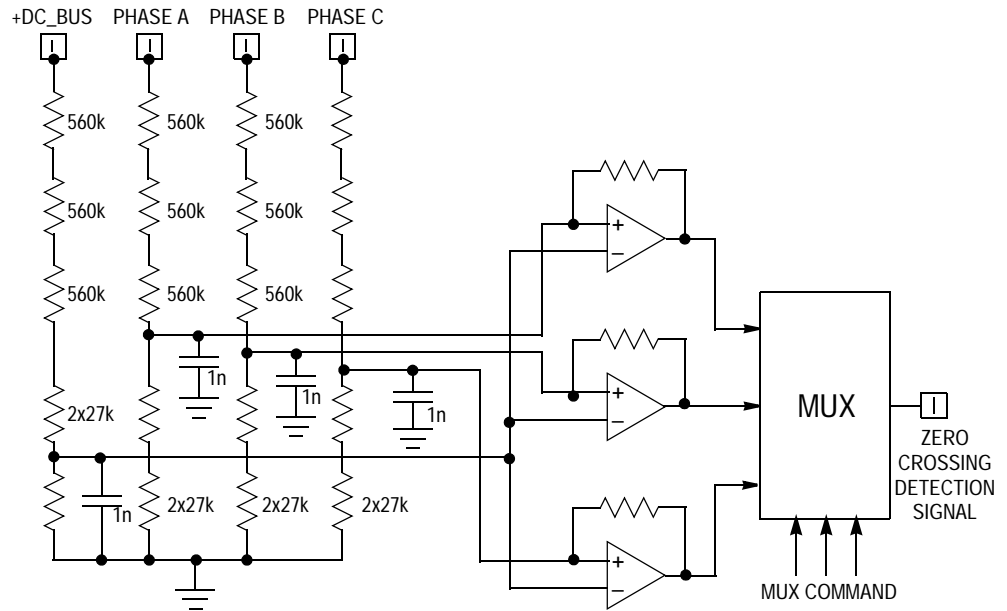 +DC_BUS PHASE A PHASE B PHASE C
560k 560k 560k
560k 560k 560k
560k 560k 560k
+
−
1n
1n
1n
+
−
2x27k
MUX
ZERO
CROSSING
DETECTION
SIGNAL
1n
2x27k 2x27k 2x27k
+
−
MUX COMMAND